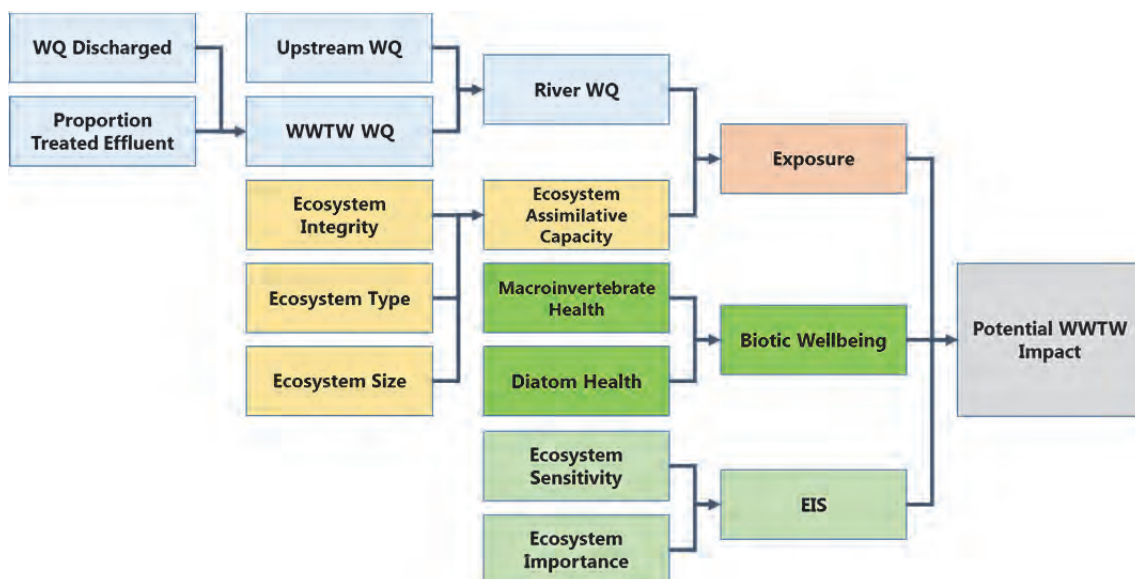 WQ Discharged
Upstream WQ
River WQ
Proportion
Treated Effluent
WWTW WQ
Exposure
Ecosystem
Integrity
Ecosystem
Assimilative
Capacity
Ecosystem Type
Macroinvertebrate
Health
Biotic Wellbeing
Potential WWTW
Impact
Ecosystem Size
Diatom Health
Ecosystem
Sensitivity
EIS
Ecosystem
Importance